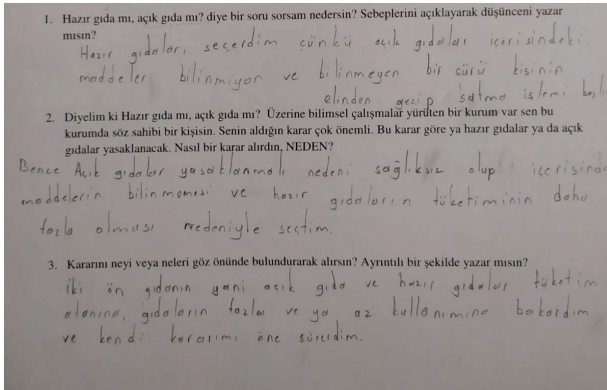 1. Hazır gıda mı, açık gıda mı? diye bir soru sorsam nedersin? Sebeplerini açıklayarak düşünceni yazar
mısın?
Hazır gıdaları, seçerdim çünkü açık gıdalar içerisindeki
maddeler bilinmiyor ve bilinmeyen bir sürü kişinin
elinden geçip satma işlemi
2. Diyelim ki Hazır gıda mı, açık gıda mı? Üzerine bilimsel çalışmalar yürüten bir kurum var sen bu
kurumda söz sahibi bir kişisin. Senin aldığın karar çok önemli. Bu karar göre ya hazır gıdalar ya da açık
gıdalar yasaklanacak. Nasıl bir karar alırdın, NEDEN?
Bence Açık gıdalar yasaklanmalı nedeni sağlıksız olup içerisinde
maddelerin bilinmemesi ve hazır gıdaların tüketiminin daha
fazla olması nedeniyle seçtim.
3. Kararını neyi veya neleri göz önünde bulundurarak alırsın? Ayrıntılı bir şekilde yazar mısın?
iki ön gıdanın yani açık gıda ve hazır gıdalar tüketim
alanına, gıdaların fazla ve ya az kullanımına bakardım
ve kendi kararımı öne sürerdim.